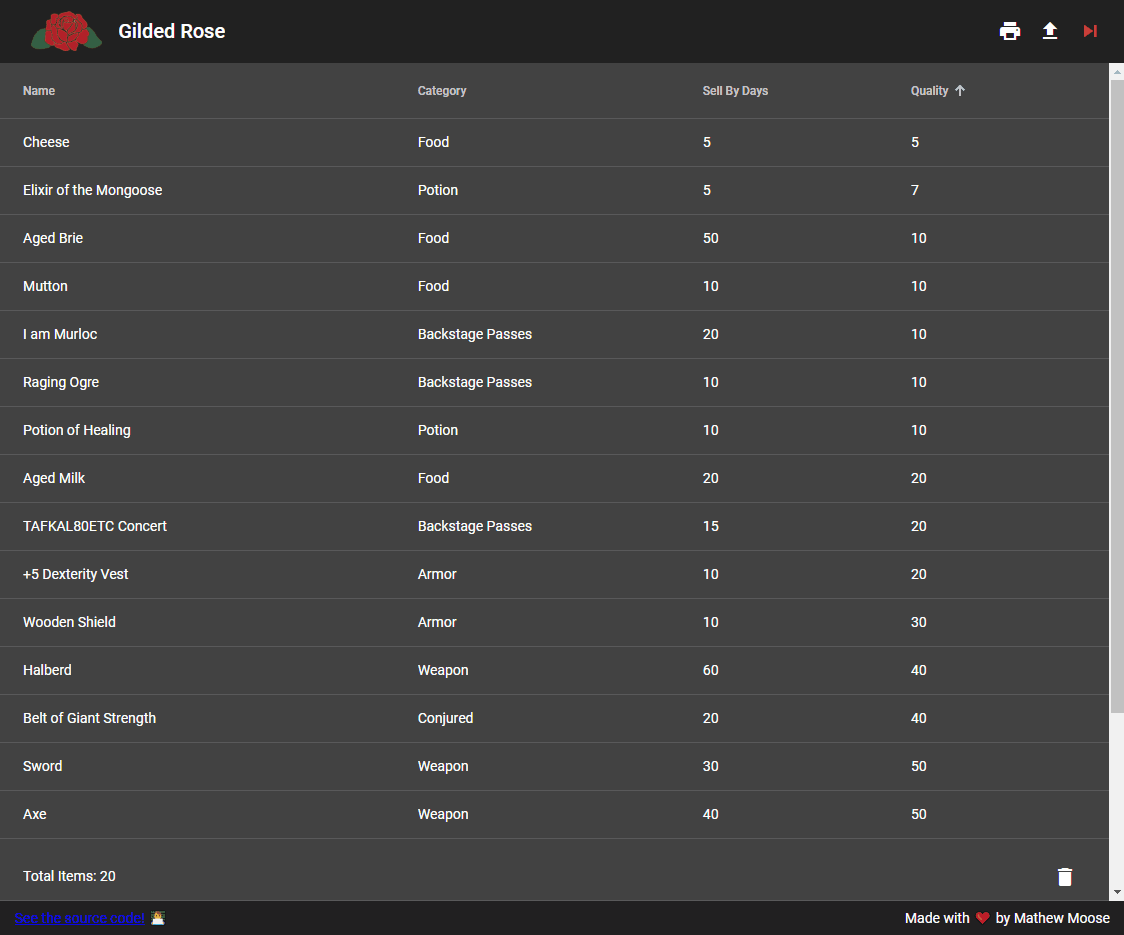 Gilded Rose
Name Category Sell By Days Quality
Cheese Food 5 5
Elixir of the Mongoose Potion 5 7
Aged Brie Food 50 10
Mutton Food 10 10
I am Murloc Backstage Passes 20 10
Raging Ogre Backstage Passes 10 10
Potion of Healing Potion 10 10
Aged Milk Food 20 20
TAFKAL80ETC Concert Backstage Passes 15 20
+5 Dexterity Vest Armor 10 20
Wooden Shield Armor 10 30
Halberd Weapon 60 40
Belt of Giant Strength Conjured 20 40
Sword Weapon 30 50
Axe Weapon 40 50
Total Items: 20
See the source code! Made with ❤ by Mathew Moose